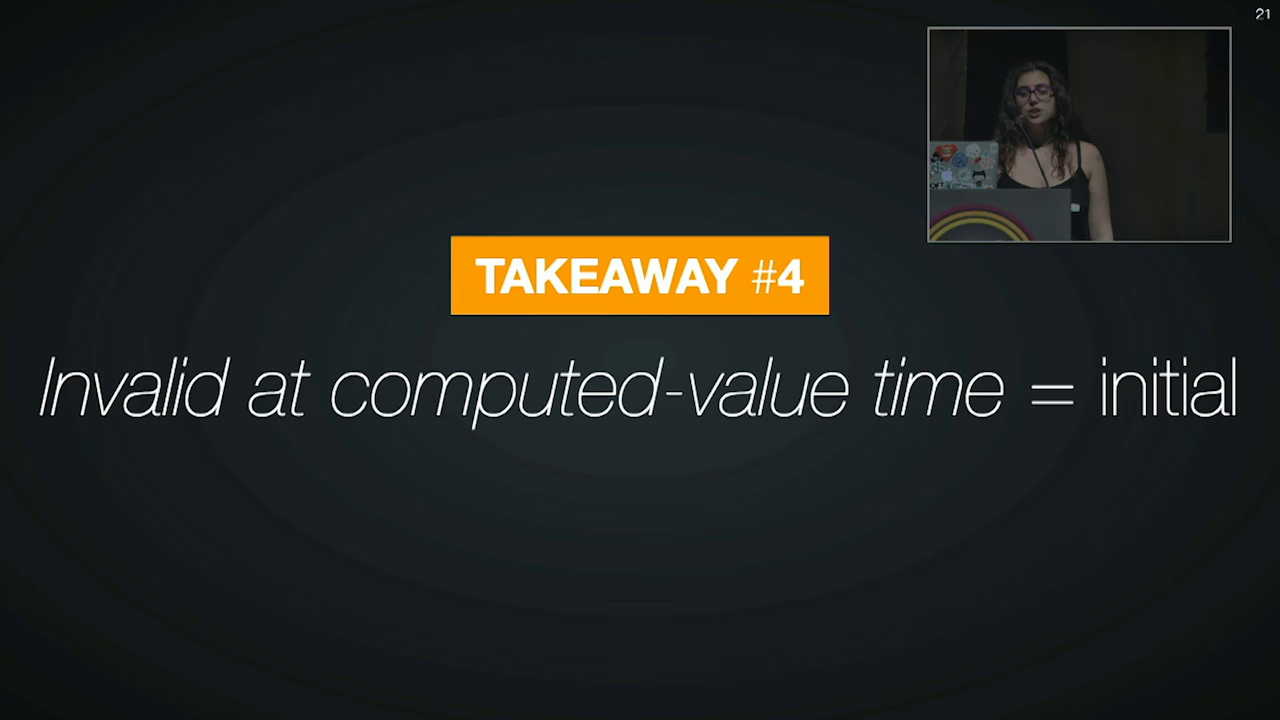 21
TAKEAWAY #4
Invalid at computed-value time = initial